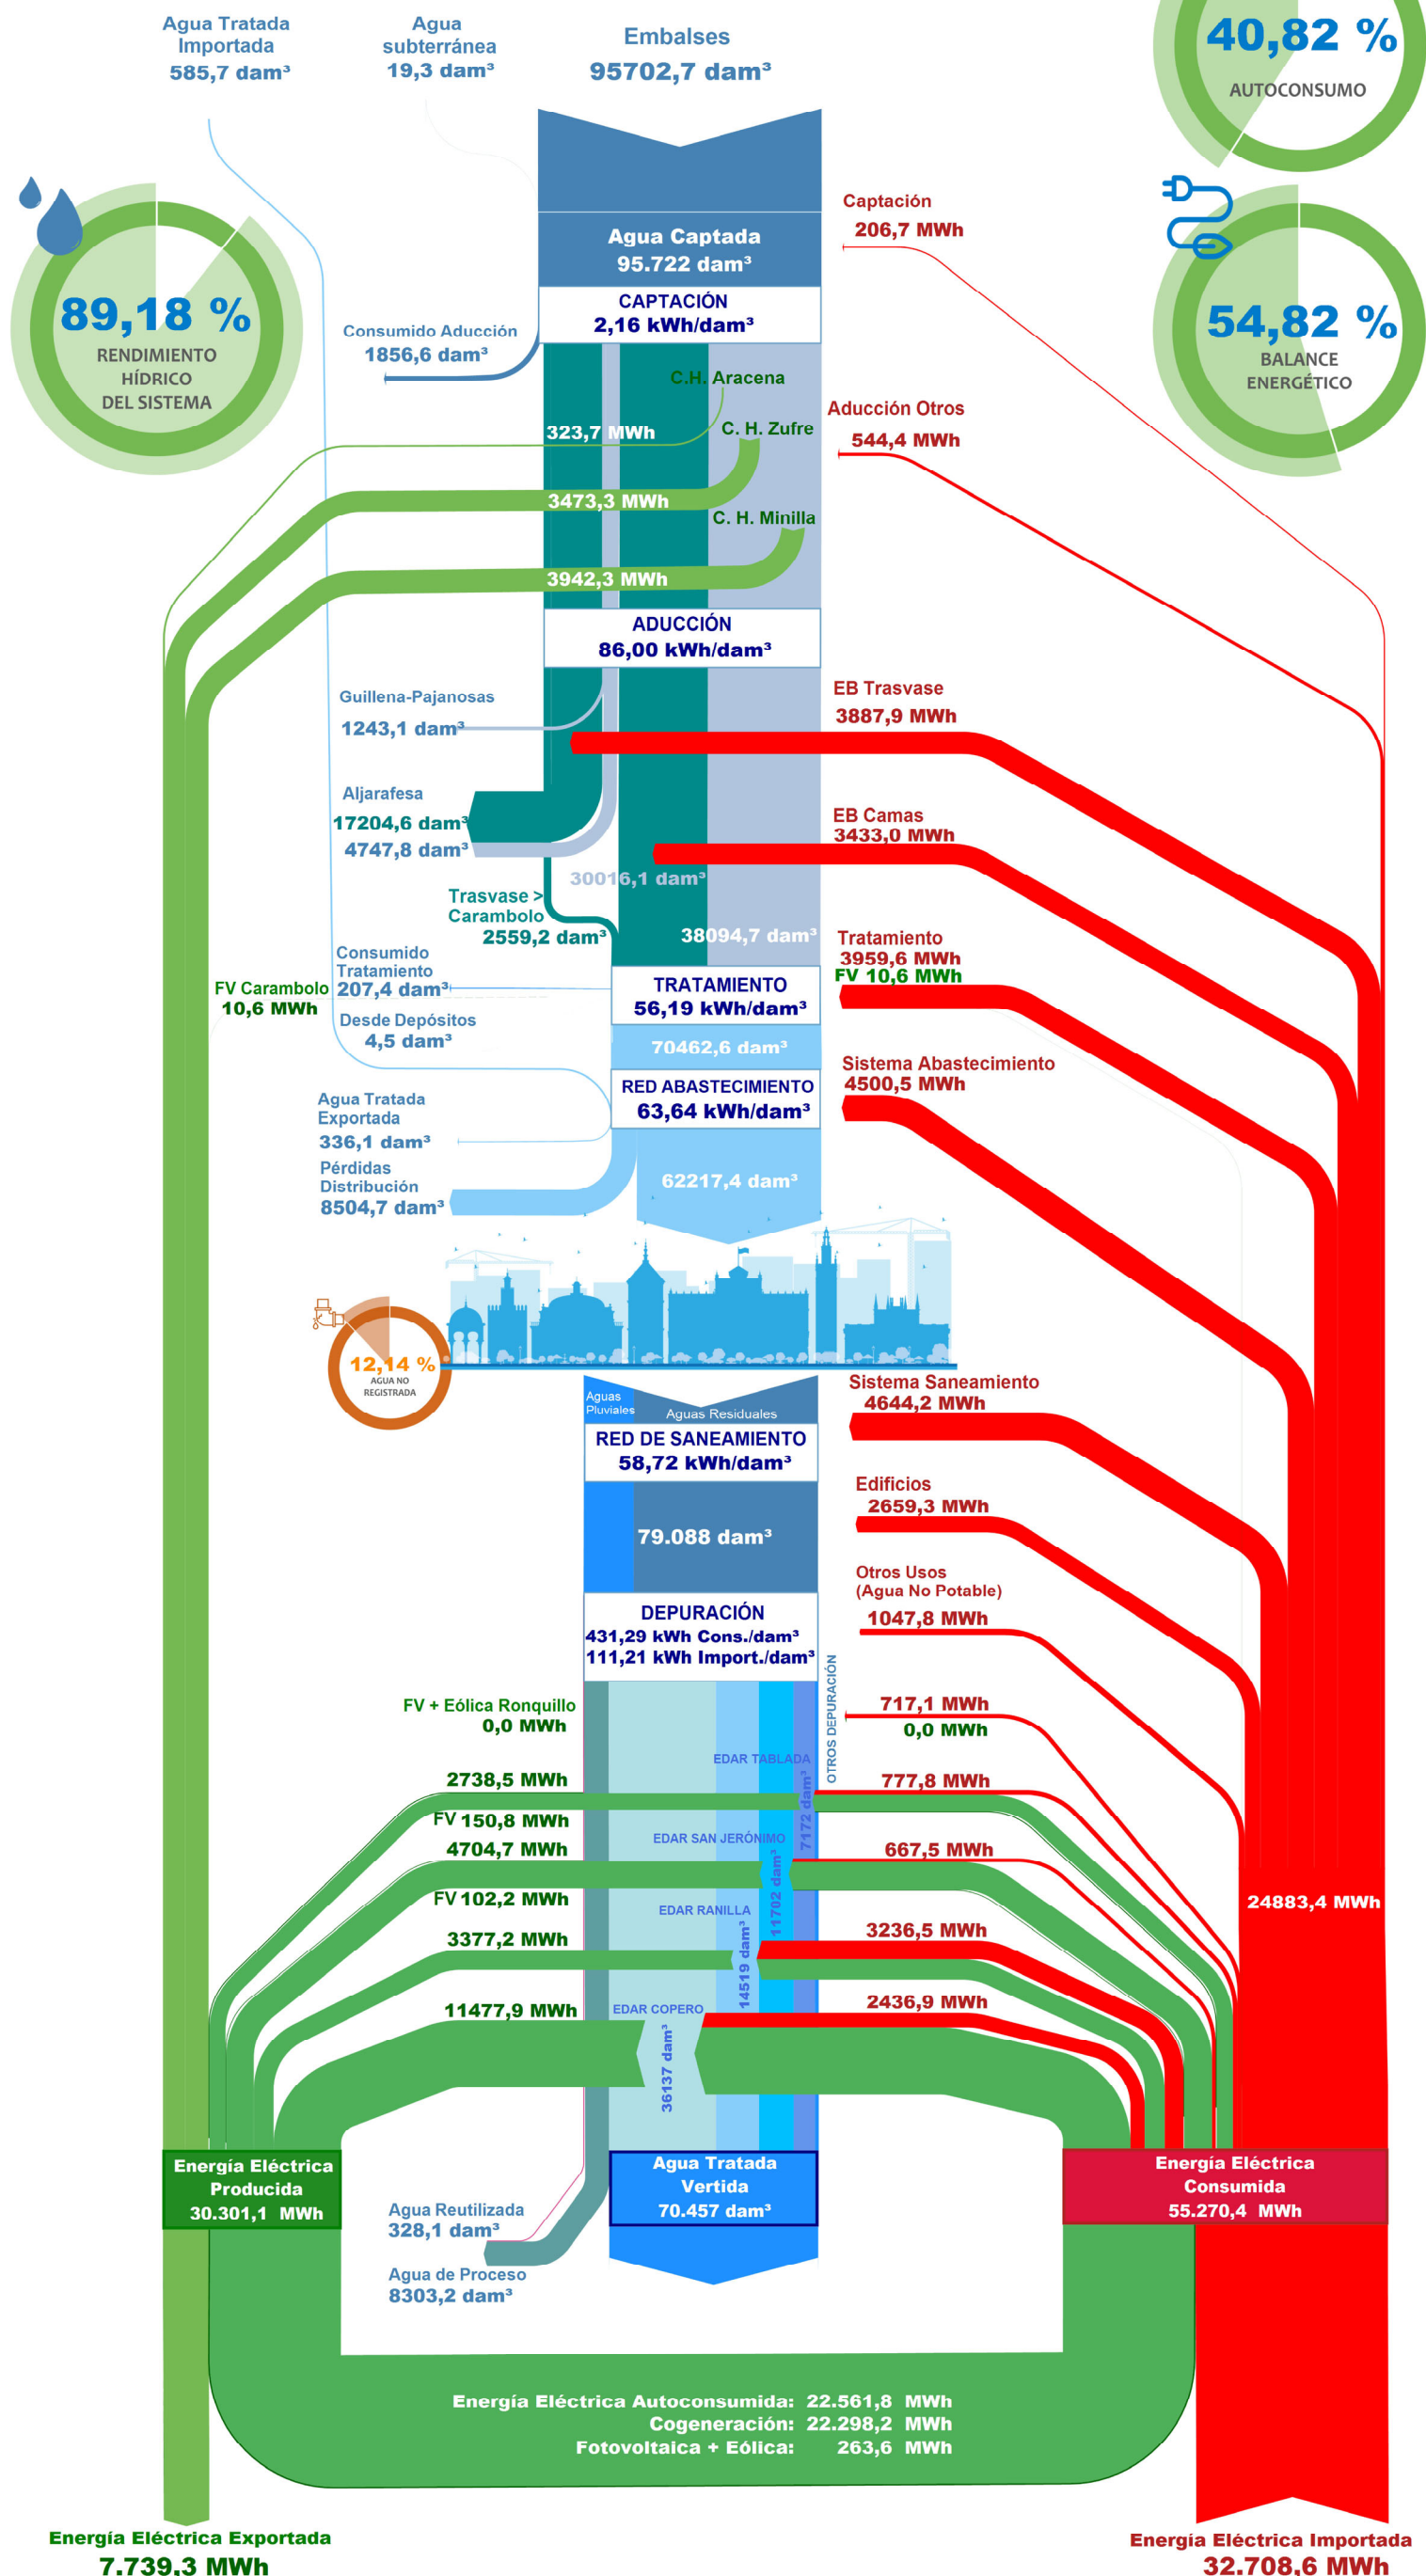 Agua Tratada
Importada
585,7 dam³
Agua
subterránea
19,3 dam³
Embalses
95702,7 dam³
40,82 %
AUTOCONSUMO
89,18 %
RENDIMIENTO
HÍDRICO
DEL SISTEMA
Agua Captada
95.722 dam³
Captación
206,7 MWh
CAPTACIÓN
2,16 kWh/dam³
Consumido Aducción
1856,6 dam³
54,82 %
BALANCE
ENERGÉTICO
C.H. Aracena
323,7 MWh
C. H. Zufre
3473,3 MWh
C. H. Minilla
3942,3 MWh
Aducción Otros
544,4 MWh
ADUCCIÓN
86,00 kWh/dam³
Guillena-Pajanosas
1243,1 dam³
EB Trasvase
3887,9 MWh
Aljarafesa
17204,6 dam³
4747,8 dam³
EB Camas
3433,0 MWh
30016,1 dam³
Trasvase >
Carambolo
2559,2 dam³
38094,7 dam³
Consumido
Tratamiento
207,4 dam³
FV Carambolo
10,6 MWh
Tratamiento
3959,6 MWh
FV 10,6 MWh
TRATAMIENTO
56,19 kWh/dam³
Desde Depósitos
4,5 dam³
70462,6 dam³
Sistema Abastecimiento
4500,5 MWh
RED ABASTECIMIENTO
63,64 kWh/dam³
Agua Tratada
Exportada
336,1 dam³
Pérdidas
Distribución
8504,7 dam³
62217,4 dam³
12,14 %
AGUA NO
REGISTRADA
Aguas
Pluviales
Aguas Residuales
Sistema Saneamiento
4644,2 MWh
RED DE SANEAMIENTO
58,72 kWh/dam³
Edificios
2659,3 MWh
79.088 dam³
Otros Usos
(Agua No Potable)
1047,8 MWh
DEPURACIÓN
431,29 kWh Cons./dam³
111,21 kWh Import./dam³
OTROS DEPURACIÓN
FV + Eólica Ronquillo
0,0 MWh
717,1 MWh
0,0 MWh
EDAR TABLADA
7172 dam³
2738,5 MWh
FV 150,8 MWh
777,8 MWh
EDAR SAN JERÓNIMO
11702 dam³
4704,7 MWh
FV 102,2 MWh
667,5 MWh
24883,4 MWh
EDAR RANILLA
14519 dam³
3377,2 MWh
3236,5 MWh
EDAR COPERO
36137 dam³
11477,9 MWh
2436,9 MWh
Energía Eléctrica
Producida
30.301,1 MWh
Agua Tratada
Vertida
70.457 dam³
Energía Eléctrica
Consumida
55.270,4 MWh
Agua Reutilizada
328,1 dam³
Agua de Proceso
8303,2 dam³
Energía Eléctrica Autoconsumida: 22.561,8 MWh
Cogeneración: 22.298,2 MWh
Fotovoltaica + Eólica: 263,6 MWh
Energía Eléctrica Exportada
7.739,3 MWh
Energía Eléctrica Importada
32.708,6 MWh